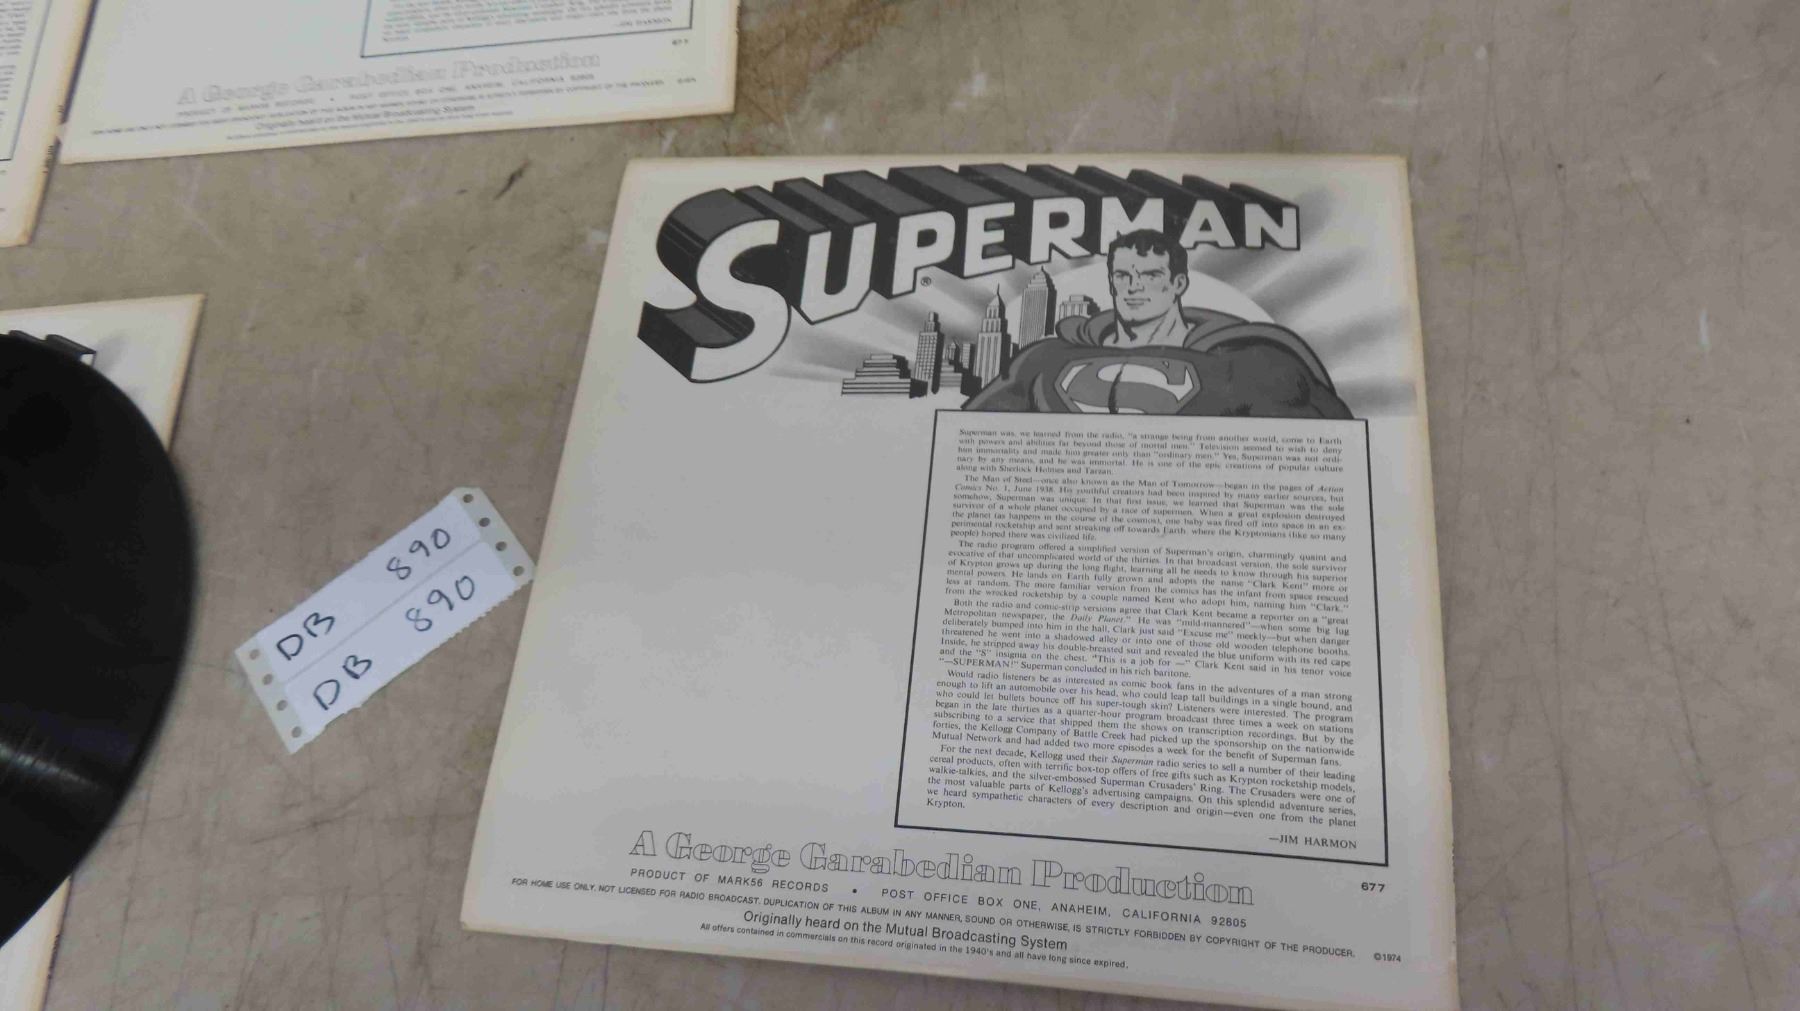 —JIM HARMON
677
A George Garabedian Production
PRODUCT OF MARK56 RECORDS • POST OFFICE BOX ONE, ANAHEIM, CALIFORNIA 92805
Originally heard on the Mutual Broadcasting System
DB 890
DB 890
SUPERMAN
®
S
Superman was, we learned from the radio, "a strange being from another world, come to Earth
with powers and abilities far beyond those of mortal men." Television seemed to wish to deny
him immortality and made him greater only than "ordinary men." Yes, Superman was not ordi-
nary by any means, and he was immortal. He is one of the epic creations of popular culture
along with Sherlock Holmes and Tarzan.
The Man of Steel—once also known as the Man of Tomorrow—began in the pages of Action
Comics No. 1, June 1938. His youthful creators had been inspired by many earlier sources, but
somehow, Superman was unique. In that first issue, we learned that Superman was the sole
survivor of a whole planet occupied by a race of supermen. When a great explosion destroyed
the planet (as happens in the course of the cosmos), one baby was fired off into space in an ex-
perimental rocketship and sent streaking off towards Earth, where the Kryptonians (like so many
people) hoped there was civilized life.
The radio program offered a simplified version of Superman's origin, charmingly quaint and
evocative of that uncomplicated world of the thirties. In that broadcast version, the sole survivor
of Krypton grows up during the long flight, learning all he needs to know through his superior
mental powers. He lands on Earth fully grown and adopts the name "Clark Kent" more or
less at random. The more familiar version from the comics has the infant from space rescued
from the wrecked rocketship by a couple named Kent who adopt him, naming him "Clark."
Both the radio and comic-strip versions agree that Clark Kent became a reporter on a "great
Metropolitan newspaper, the Daily Planet." He was "mild-mannered"—when some big lug
deliberately bumped into him in the hall, Clark just said "Excuse me" meekly—but when danger
threatened he went into a shadowed alley or into one of those old wooden telephone booths.
Inside, he stripped away his double-breasted suit and revealed the blue uniform with its red cape
and the "S" insignia on the chest. "This is a job for —" Clark Kent said in his tenor voice
"—SUPERMAN!" Superman concluded in his rich baritone.
Would radio listeners be as interested as comic book fans in the adventures of a man strong
enough to lift an automobile over his head, who could leap tall buildings in a single bound, and
who could let bullets bounce off his super-tough skin? Listeners were interested. The program
began in the late thirties as a quarter-hour program broadcast three times a week on stations
subscribing to a service that shipped them the shows on transcription recordings. But by the
forties, the Kellogg Company of Battle Creek had picked up the sponsorship on the nationwide
Mutual Network and had added two more episodes a week for the benefit of Superman fans.
For the next decade, Kellogg used their Superman radio series to sell a number of their leading
cereal products, often with terrific box-top offers of free gifts such as Krypton rocketship models,
walkie-talkies, and the silver-embossed Superman Crusaders' Ring. The Crusaders were one of
the most valuable parts of Kellogg's advertising campaigns. On this splendid adventure series,
we heard sympathetic characters of every description and origin—even one from the planet
Krypton.
—JIM HARMON
677
A George Garabedian Production
PRODUCT OF MARK56 RECORDS • POST OFFICE BOX ONE, ANAHEIM, CALIFORNIA 92805
FOR HOME USE ONLY. NOT LICENSED FOR RADIO BROADCAST. DUPLICATION OF THIS ALBUM IN ANY MANNER, SOUND OR OTHERWISE, IS STRICTLY FORBIDDEN BY COPYRIGHT OF THE PRODUCER. ©1974
Originally heard on the Mutual Broadcasting System
All offers contained in commercials on this record originated in the 1940's and all have long since expired.